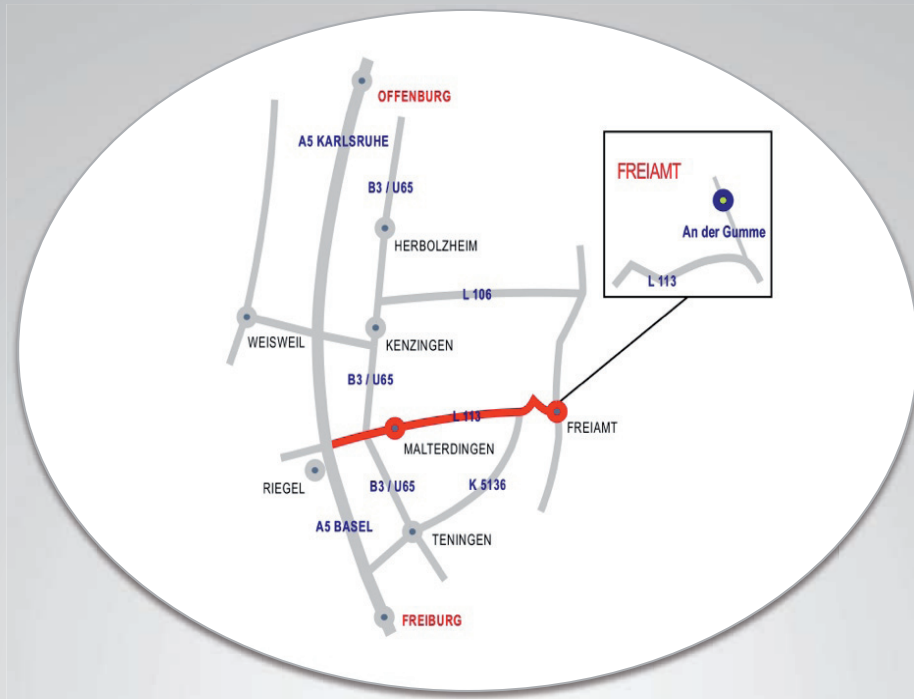 OFFENBURG
A5 KARLSRUHE
B3 / U65
HERBOLZHEIM
L 106
WEISWEIL
KENZINGEN
B3 / U65
L 113
FREIAMT
MALTERDINGEN
RIEGEL
B3 / U65
K 5136
A5 BASEL
TENINGEN
FREIBURG
FREIAMT
An der Gumme
L 113